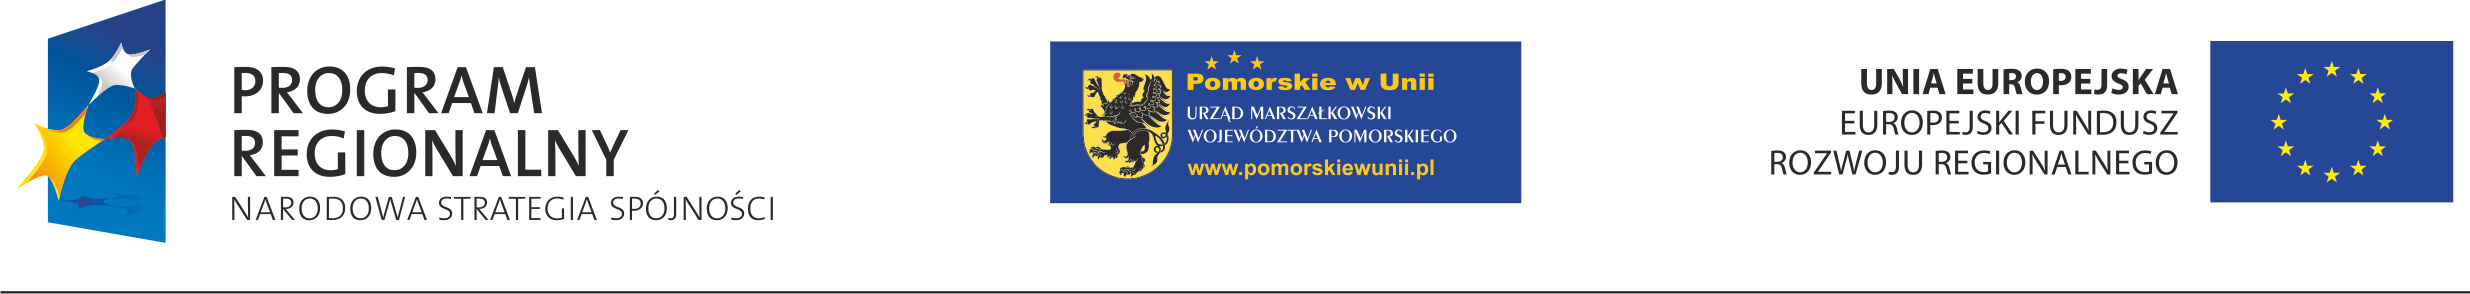 PROGRAM
REGIONALNY
NARODOWA STRATEGIA SPÓJNOŚCI
Pomorskie w Unii
URZĄD MARSZAŁKOWSKI
WOJEWÓDZTWA POMORSKIEGO
www.pomorskiewunii.pl
UNIA EUROPEJSKA
EUROPEJSKI FUNDUSZ
ROZWOJU REGIONALNEGO